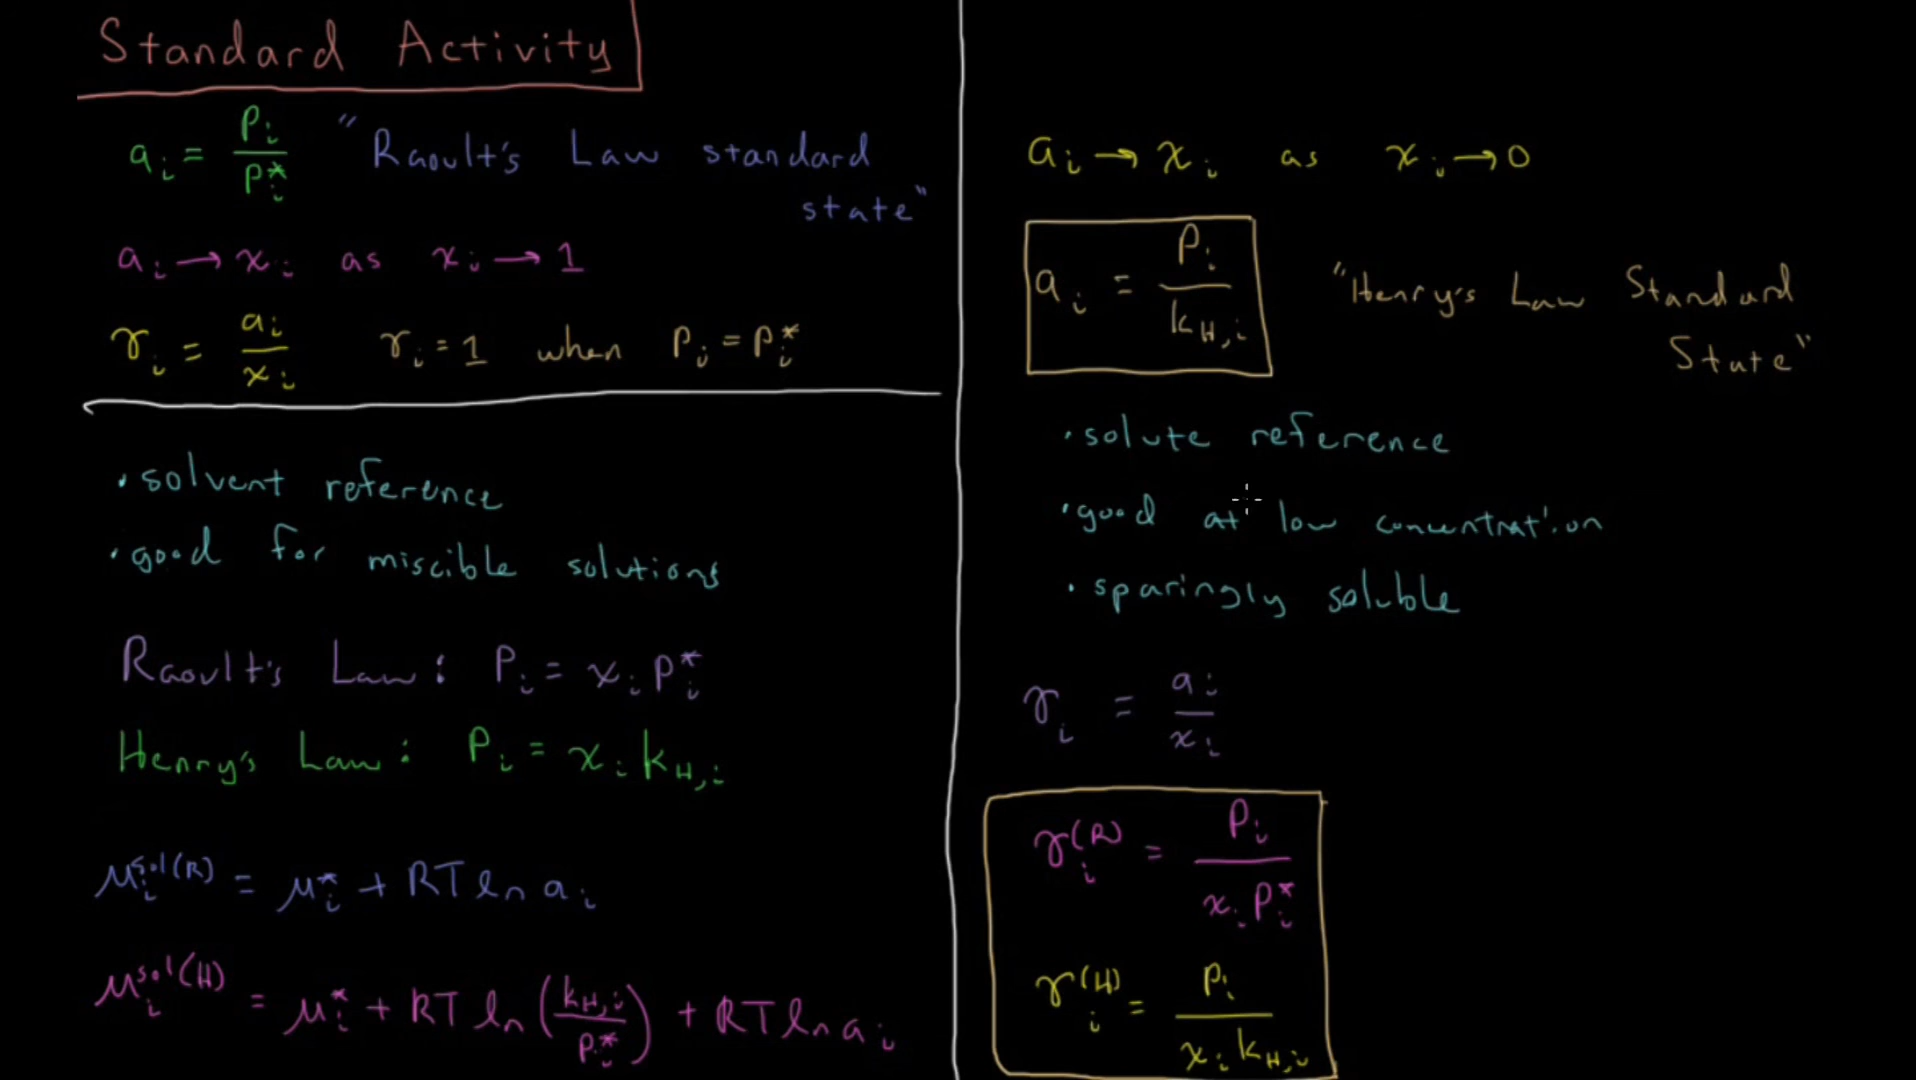 Standard Activity
a_i = P_i / P_i^* "Raoult's Law standard
state"
a_i → x_i as x_i → 1
γ_i = a_i / x_i γ_i = 1 when P_i = P_i^*
• solvent reference
• good for miscible solutions
Raoult's Law: P_i = x_i P_i^*
Henry's Law: P_i = x_i k_H,i
μ_i^sol(R) = μ_i^* + RT ln a_i
μ_i^sol(H) = μ_i^* + RT ln (k_H,i / P_i^*) + RT ln a_i
a_i → x_i as x_i → 0
a_i = P_i / k_H,i "Henry's Law Standard
State"
• solute reference
• good at low concentration
• sparingly soluble
γ_i = a_i / x_i
γ_i^(R) = P_i / x_i P_i^*
γ_i^(H) = P_i / x_i k_H,i